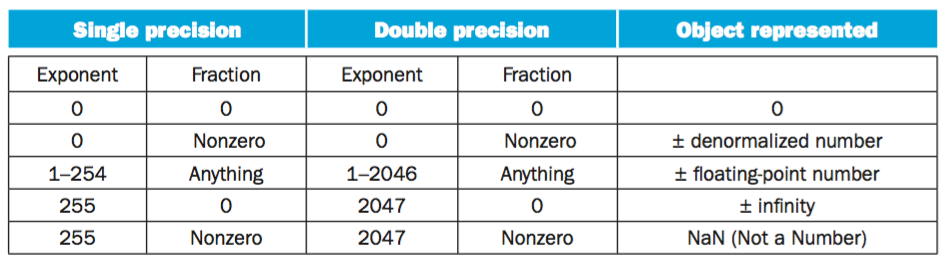 Single precision Double precision Object represented
Exponent Fraction Exponent Fraction
0 0 0 0 0
0 Nonzero 0 Nonzero ± denormalized number
1–254 Anything 1–2046 Anything ± floating-point number
255 0 2047 0 ± infinity
255 Nonzero 2047 Nonzero NaN (Not a Number)